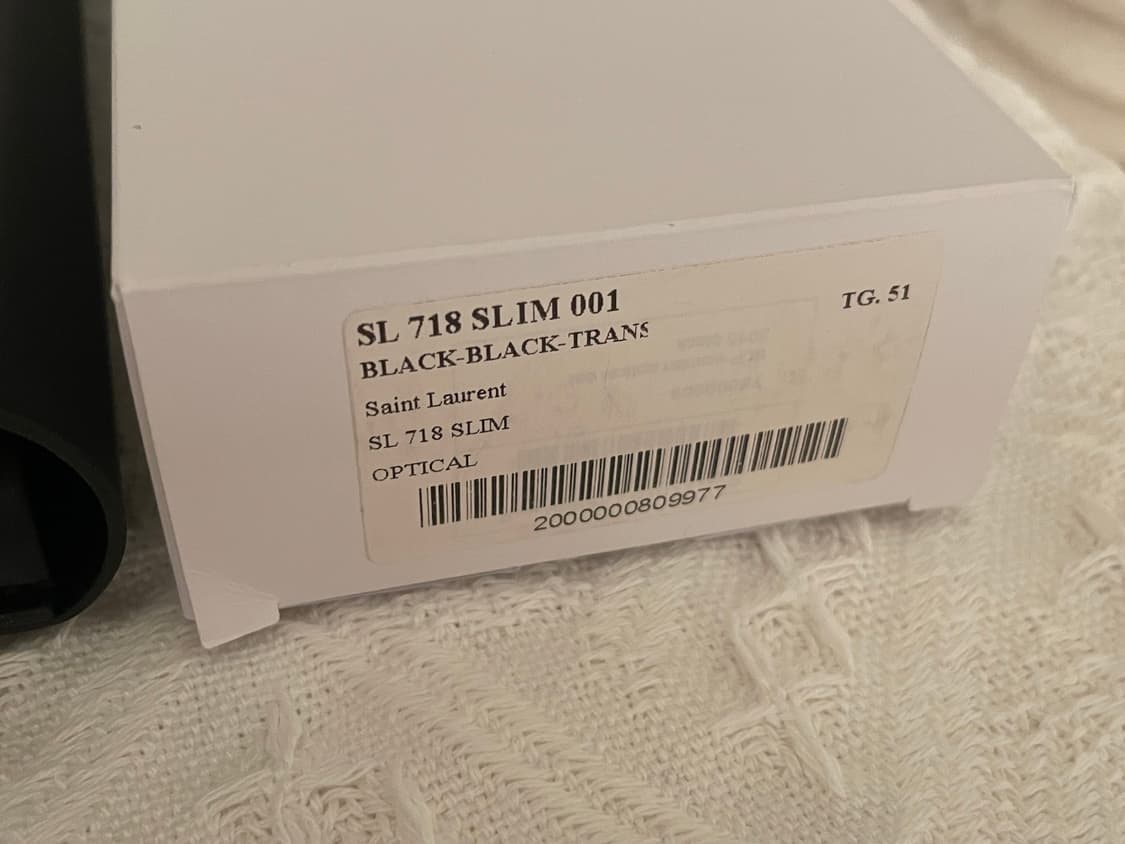 SL 718 SLIM 001
TG. 51
BLACK-BLACK-TRANS
Saint Laurent
SL 718 SLIM
OPTICAL
2000000809977